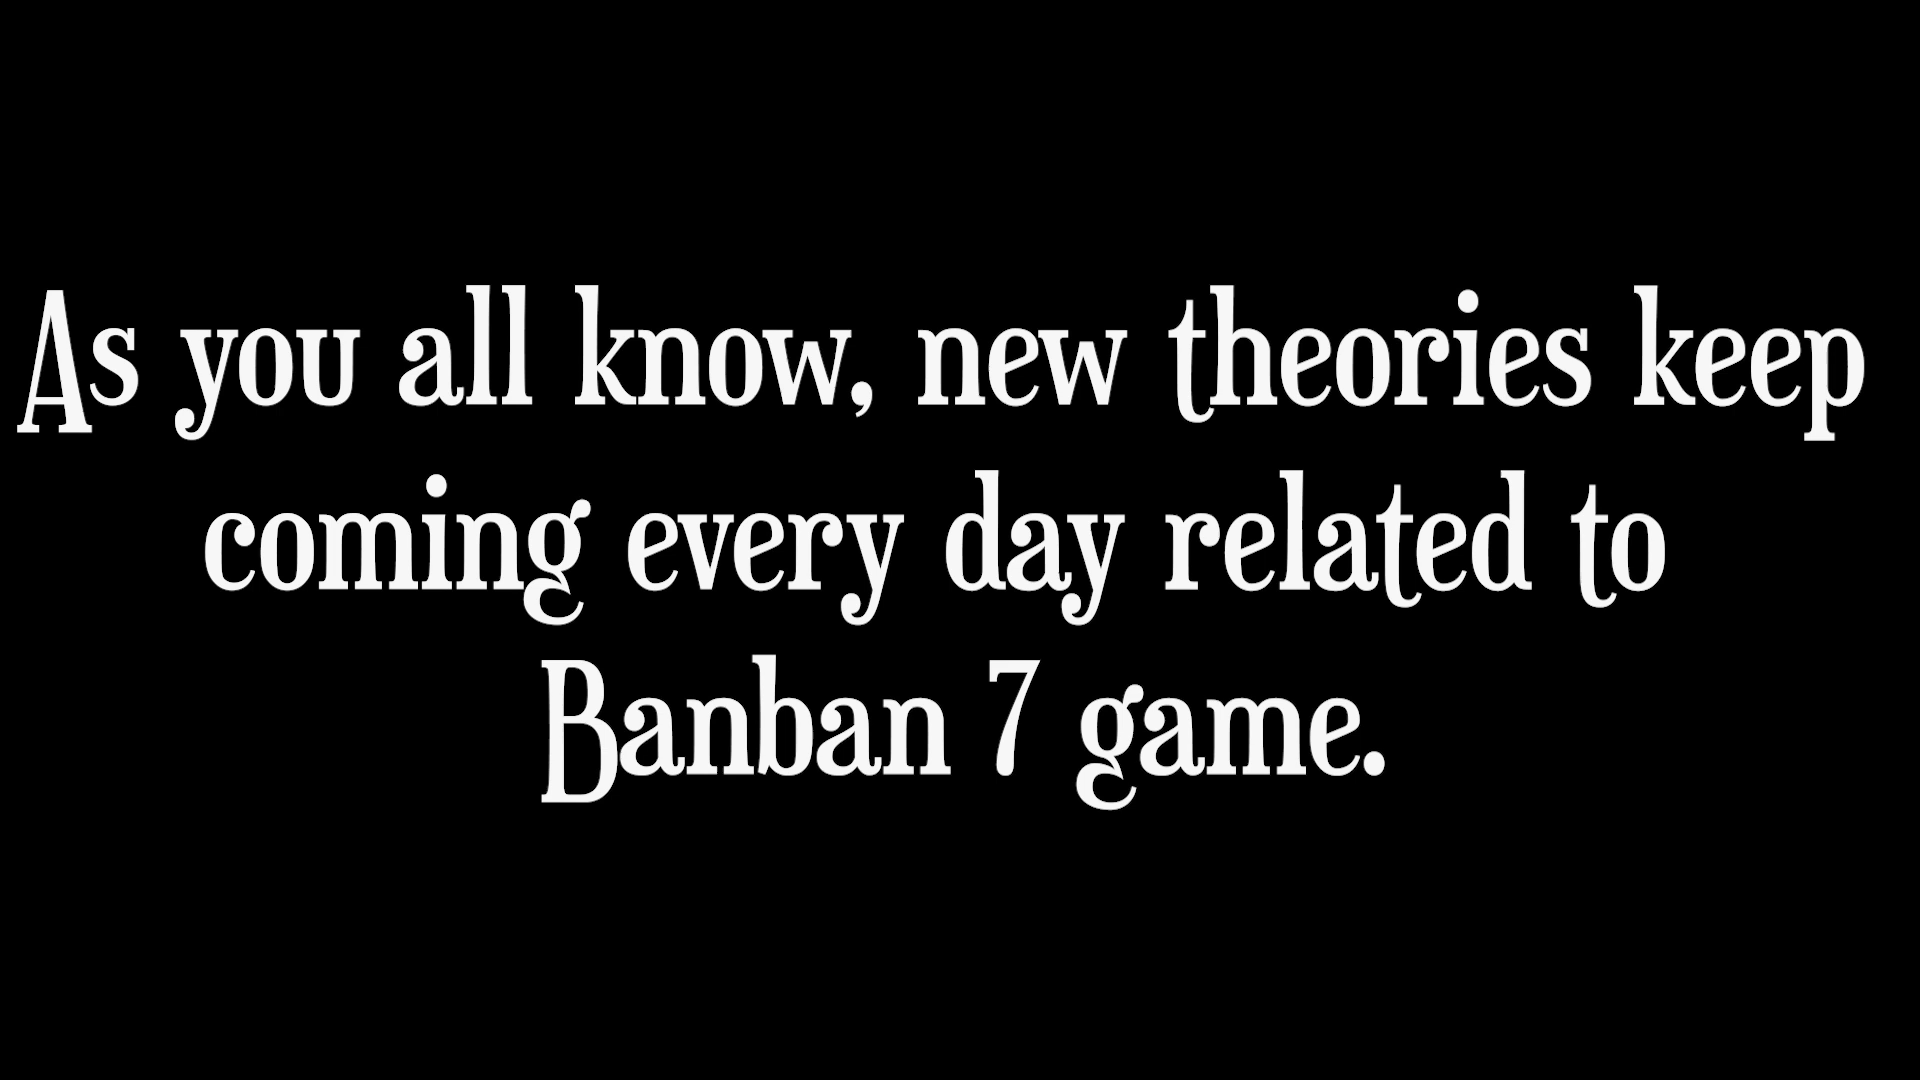 As you all know, new theories keep
coming every day related to
Banban 7 game.